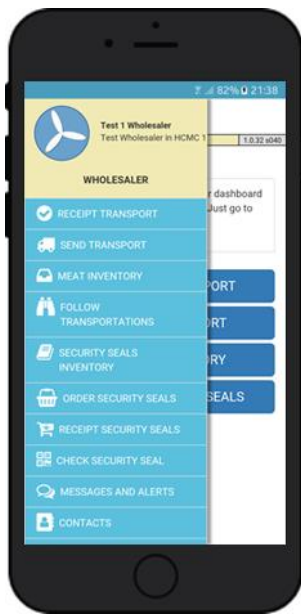 82% 21:38
Test 1 Wholesaler
Test Wholesaler in HCMC 1
1.0.32 s040
WHOLESALER
r dashboard
Just go to
RECEIPT TRANSPORT
SEND TRANSPORT
MEAT INVENTORY
PORT
FOLLOW
TRANSPORTATIONS
RT
SECURITY SEALS
INVENTORY
RY
ORDER SECURITY SEALS
SEALS
RECEIPT SECURITY SEALS
CHECK SECURITY SEAL
MESSAGES AND ALERTS
CONTACTS